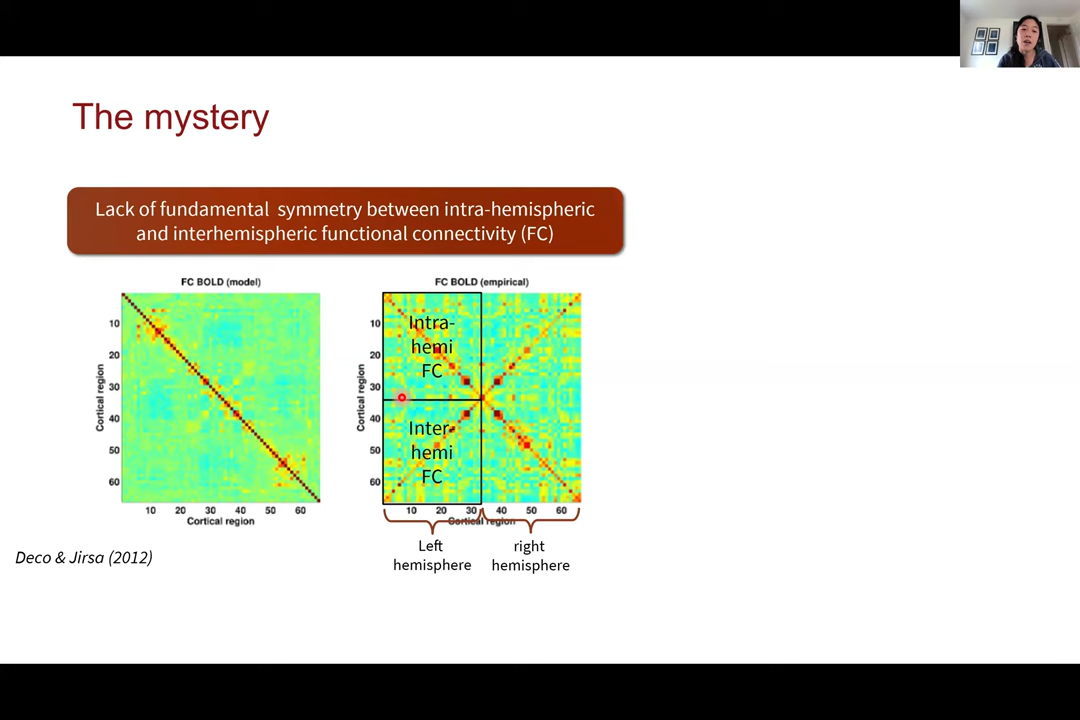 The mystery
Lack of fundamental symmetry between intra-hemispheric
and interhemispheric functional connectivity (FC)
FC BOLD (model)
10
20
30
40
50
60
Cortical region
10 20 30 40 50 60
Cortical region
FC BOLD (empirical)
10
20
30
40
50
60
Cortical region
Intra-
hemi
FC
Inter-
hemi
FC
10 20 30 40 50 60
Cortical region
Left
hemisphere
right
hemisphere
Deco & Jirsa (2012)